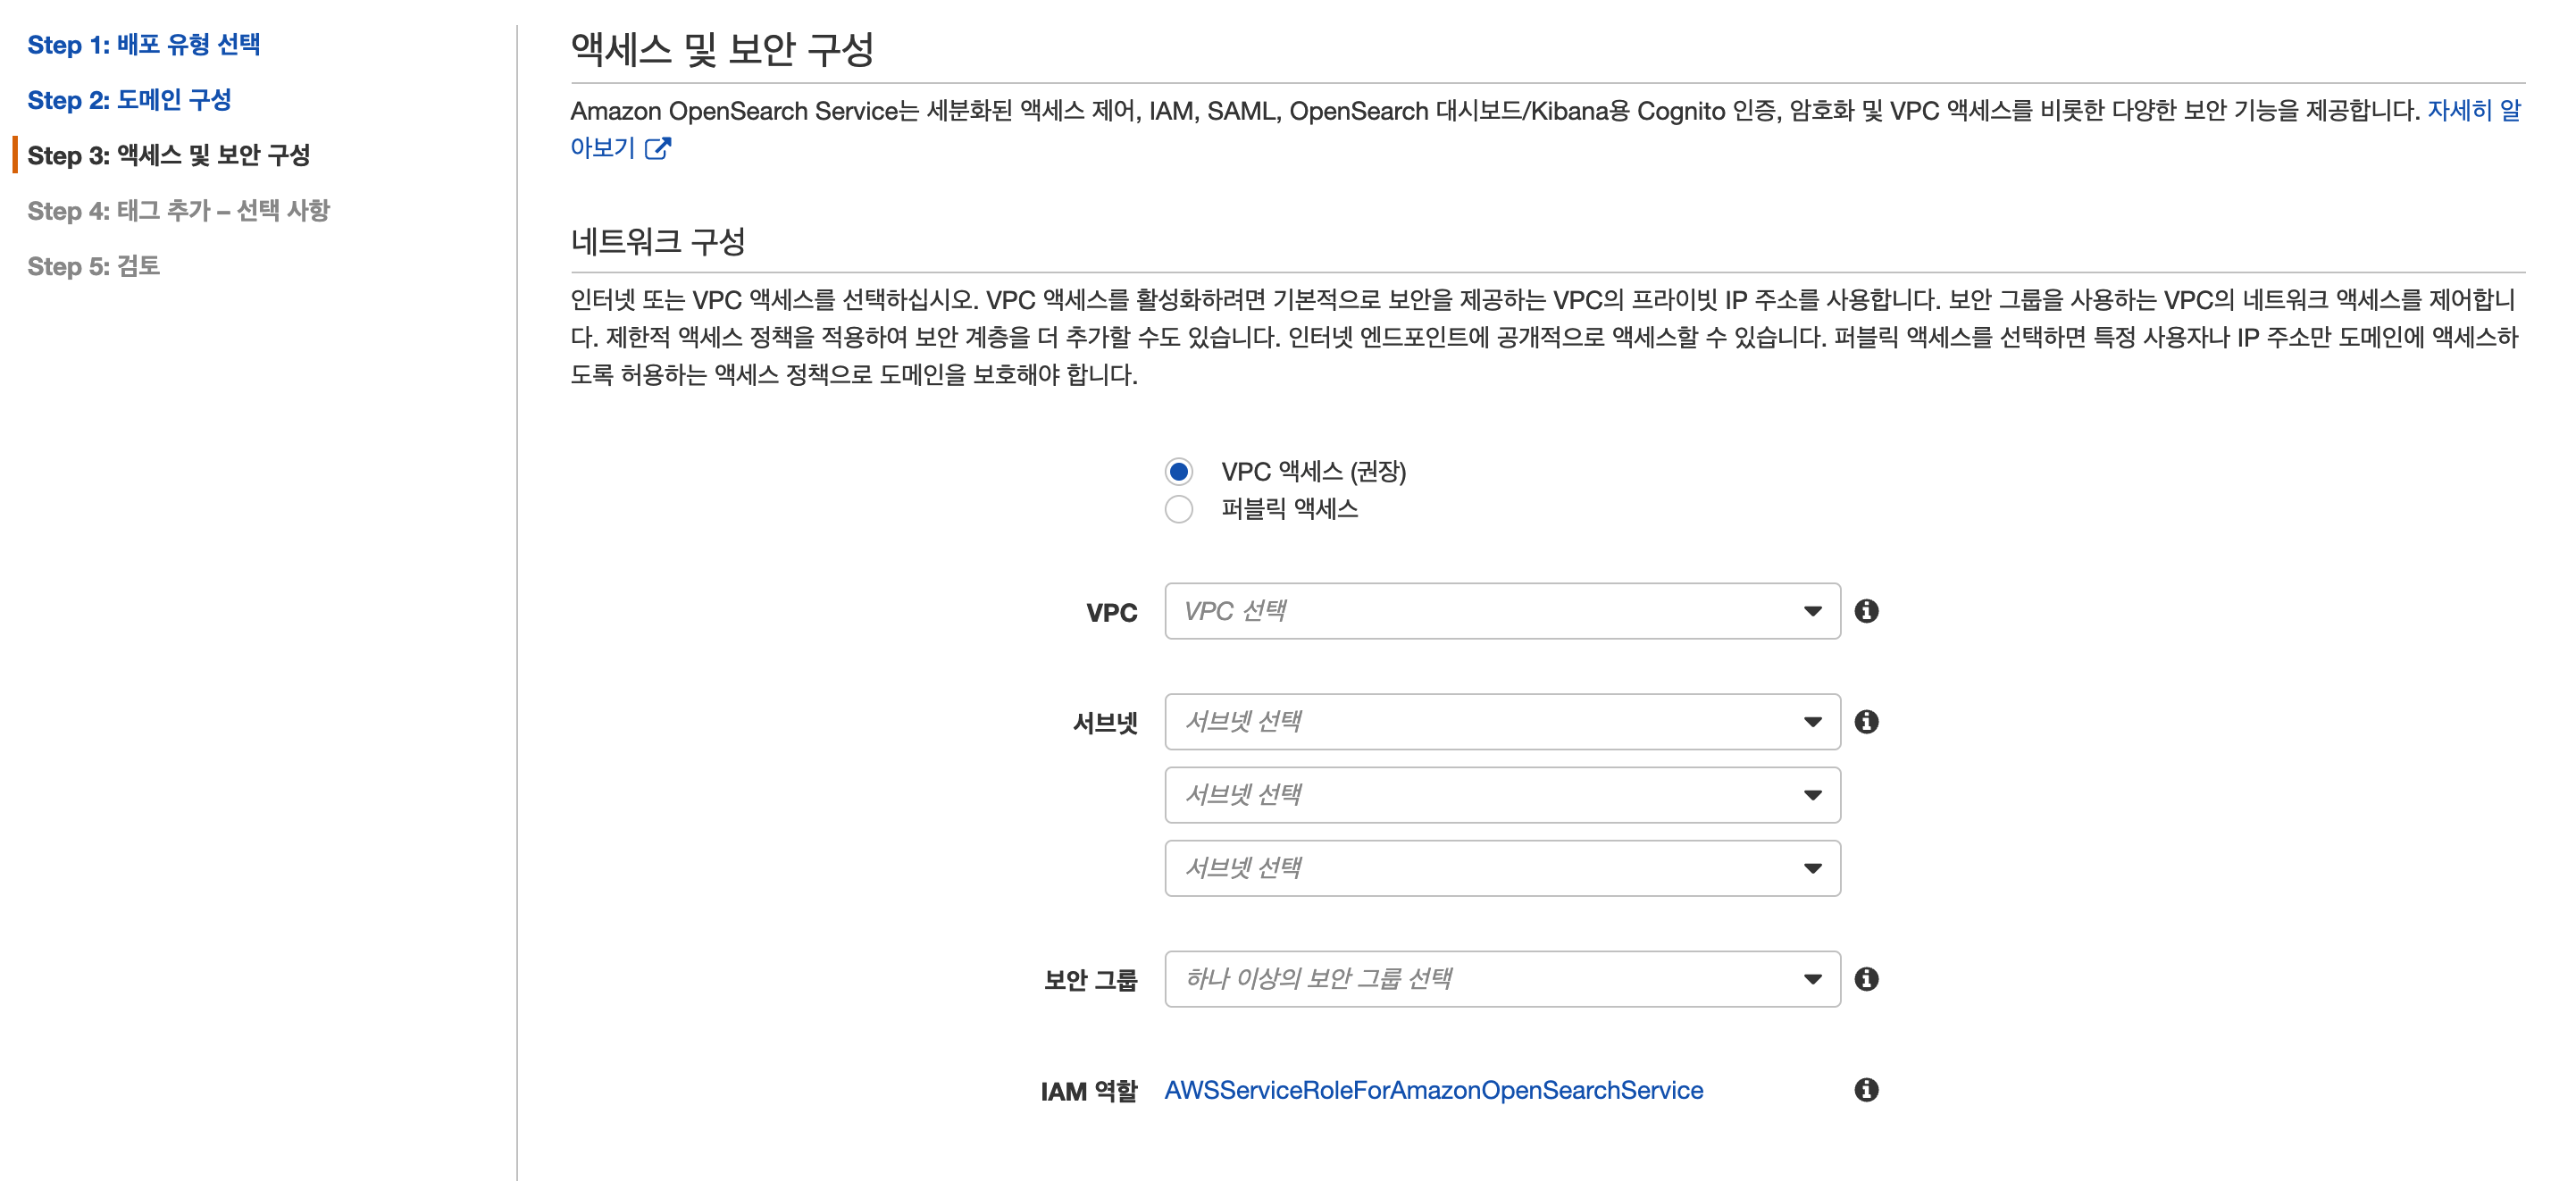 Step 1: 배포 유형 선택
Step 2: 도메인 구성
Step 3: 액세스 및 보안 구성
Step 4: 태그 추가 – 선택 사항
Step 5: 검토
액세스 및 보안 구성
Amazon OpenSearch Service는 세분화된 액세스 제어, IAM, SAML, OpenSearch 대시보드/Kibana용 Cognito 인증, 암호화 및 VPC 액세스를 비롯한 다양한 보안 기능을 제공합니다. 자세히 알
아보기
네트워크 구성
인터넷 또는 VPC 액세스를 선택하십시오. VPC 액세스를 활성화하려면 기본적으로 보안을 제공하는 VPC의 프라이빗 IP 주소를 사용합니다. 보안 그룹을 사용하는 VPC의 네트워크 액세스를 제어합니
다. 제한적 액세스 정책을 적용하여 보안 계층을 더 추가할 수도 있습니다. 인터넷 엔드포인트에 공개적으로 액세스할 수 있습니다. 퍼블릭 액세스를 선택하면 특정 사용자나 IP 주소만 도메인에 액세스하
도록 허용하는 액세스 정책으로 도메인을 보호해야 합니다.
VPC 액세스 (권장)
퍼블릭 액세스
VPC VPC 선택
서브넷 서브넷 선택
서브넷 선택
서브넷 선택
보안 그룹 하나 이상의 보안 그룹 선택
IAM 역할 AWSServiceRoleForAmazonOpenSearchService